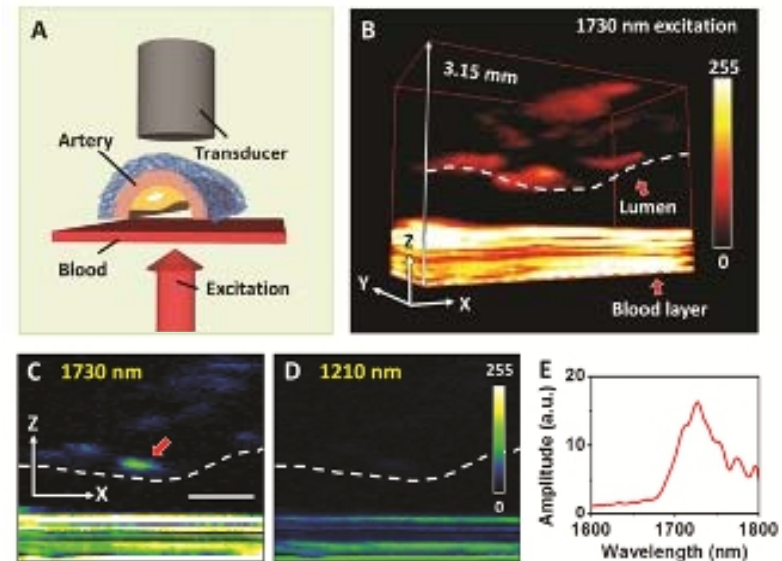 A
Transducer
Artery
Blood
Excitation
B
1730 nm excitation
3.15 mm
255
0
Lumen
Z
Y
X
Blood layer
C
1730 nm
Z
X
D
1210 nm
255
0
E
20
10
0
Amplitude (a.u.)
1600
1700
1800
Wavelength (nm)